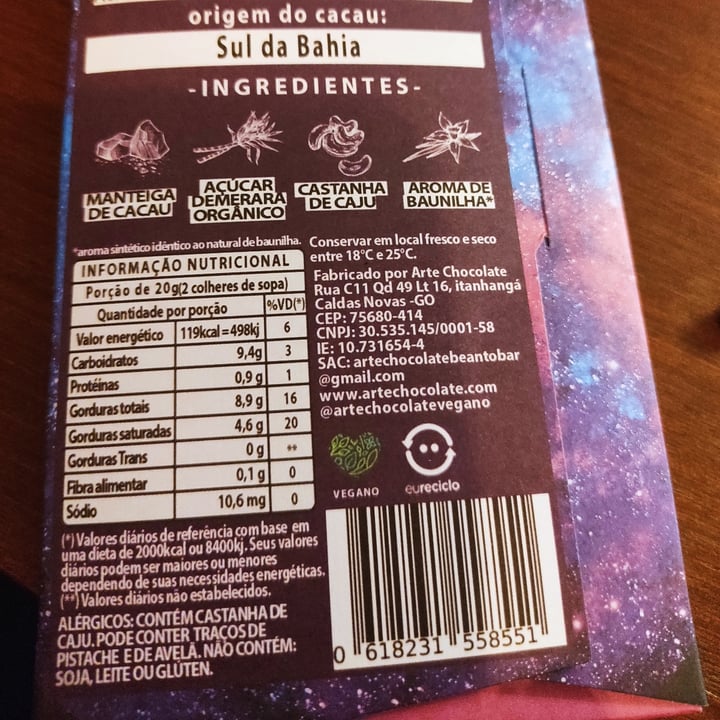 origem do cacau:
Sul da Bahia
-INGREDIENTES-
MANTEIGA
DE CACAU
AÇÚCAR
DEMERARA
ORGÂNICO
CASTANHA
DE CAJU
AROMA DE
BAUNILHA*
*aroma sintético idêntico ao natural de baunilha.
INFORMAÇÃO NUTRICIONAL
Porção de 20g(2 colheres de sopa)
Quantidade por porção %VD(*)
Valor energético 119kcal=498kj 6
Carboidratos 9,4g 3
Protéinas 0,9 g 1
Gorduras totais 8,9 g 16
Gorduras saturadas 4,6 g 20
Gorduras Trans 0 g **
Fibra alimentar 0,1 g 0
Sódio 10,6 mg 0
(*) Valores diários de referência com base em
uma dieta de 2000kcal ou 8400kj. Seus valores
diários podem ser maiores ou menores
dependendo de suas necessidades energéticas.
(**) Valores diários não estabelecidos.
ALÉRGICOS: CONTÉM CASTANHA DE
CAJU. PODE CONTER TRAÇOS DE
PISTACHE E DE AVELÃ. NÃO CONTÉM:
SOJA, LEITE OU GLÚTEN.
Conservar em local fresco e seco
entre 18°C e 25°C.
Fabricado por Arte Chocolate
Rua C11 Qd 49 Lt 16, itanhangá
Caldas Novas -GO
CEP: 75680-414
CNPJ: 30.535.145/0001-58
IE: 10.731654-4
SAC: artechocolatebeantobar
@gmail.com
www.artechocolate.com
@artechocolatevegano
VEGANO
eureciclo
0 618231 558551